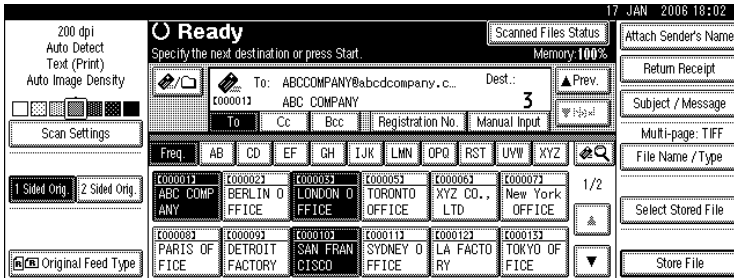 17 JAN 2006 18:02
200 dpi
Auto Detect
Text (Print)
Auto Image Density
Scan Settings
1 Sided Orig. 2 Sided Orig.
Original Feed Type
Ready
Scanned Files Status
Specify the next destination or press Start.
Memory:100%
To: ABCCOMPANY@abcdcompany.c...
Dest.: 3
[00001] ABC COMPANY
▲Prev.
▼Next
To Cc Bcc Registration No. Manual Input
Freq. AB CD EF GH IJK LMN OPQ RST UVW XYZ
[00001] [00002] [00003] [00005] [00006] [00007]
ABC COMP BERLIN O LONDON O TORONTO XYZ CO., New York
ANY FFICE FFICE OFFICE LTD OFFICE
1/2
[00008] [00009] [00010] [00011] [00012] [00013]
PARIS OF DETROIT SAN FRAN SYDNEY O LA FACTO TOKYO OF
FICE FACTORY CISCO FFICE RY FICE
Attach Sender's Name
Return Receipt
Subject / Message
Multi-page: TIFF
File Name / Type
Select Stored File
Store File